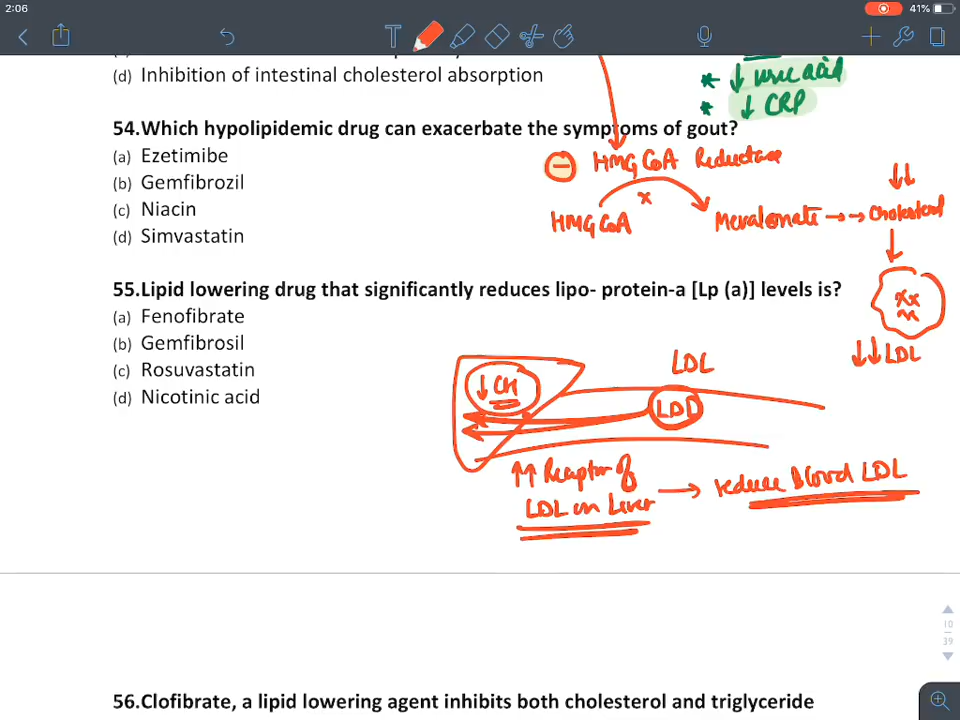 2:06
41%
T
(d) Inhibition of intestinal cholesterol absorption
* ↓ uric acid
* ↓ CRP
54.Which hypolipidemic drug can exacerbate the symptoms of gout?
(a) Ezetimibe
(b) Gemfibrozil
(c) Niacin
(d) Simvastatin
− HMG CoA Reductase
HMG CoA x Mevalonate → → Cholesterol
↓↓
55.Lipid lowering drug that significantly reduces lipo- protein-a [Lp (a)] levels is?
(a) Fenofibrate
(b) Gemfibrosil
(c) Rosuvastatin
(d) Nicotinic acid
↓↓ LDL
LDL
↓ CH
LDL
↑↑ Receptor of
LDL on Liver → reduce Blood LDL
10
39
56.Clofibrate, a lipid lowering agent inhibits both cholesterol and triglyceride